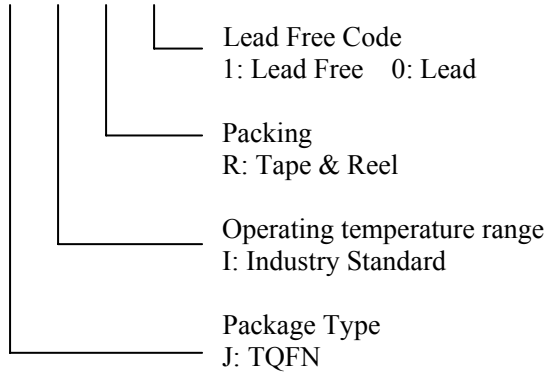 Lead Free Code
1: Lead Free 0: Lead
Packing
R: Tape & Reel
Operating temperature range
I: Industry Standard
Package Type
J: TQFN